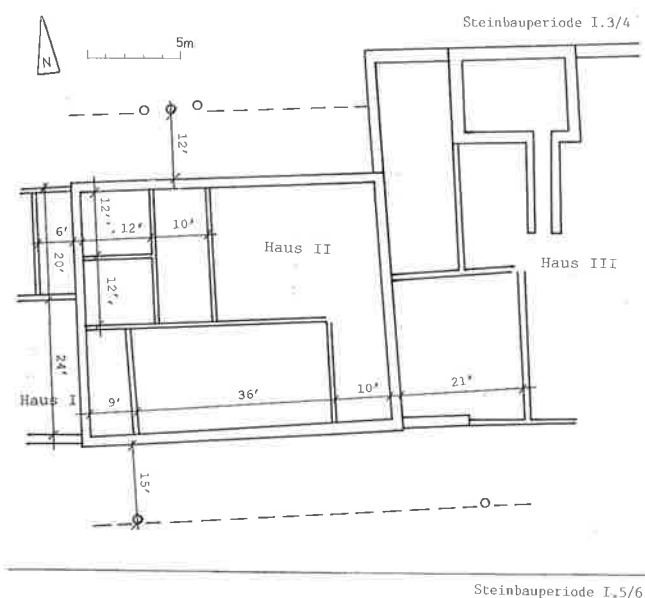 Steinbauperiode I.3/4
N
5m
12'
12'
12'
10'
6'
20'
Haus II
Haus III
12'
24'
Haus I
9'
36'
10'
21'
15'
Steinbauperiode I.5/6